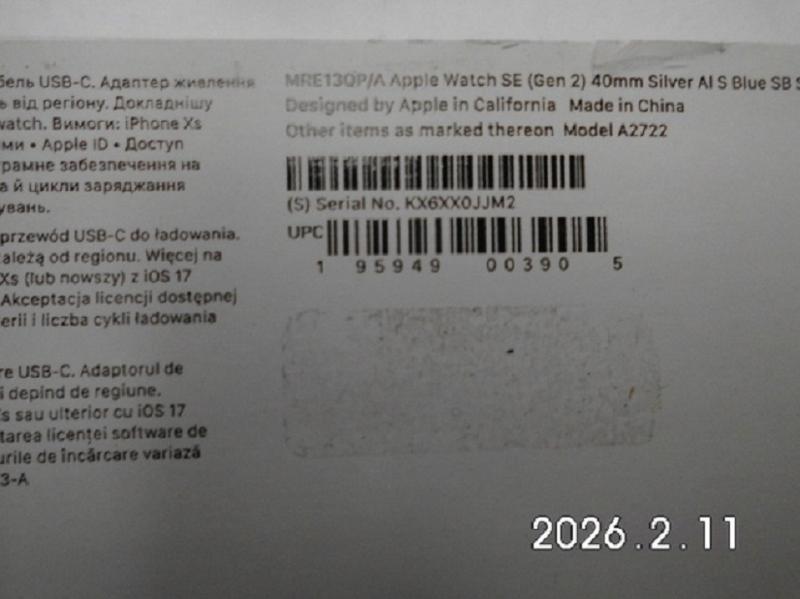 бель USB-C. Адаптер живлення
ь від регіону. Докладнішу
watch. Вимоги: iPhone Xs
ми • Apple ID • Доступ
рамне забезпечення на
а й цикли заряджання
увань.
przewód USB-C do ładowania.
ależą od regionu. Więcej na
Xs (lub nowszy) z iOS 17
Akceptacja licencji dostępnej
erii i liczba cykli ładowania
re USB-C. Adaptorul de
i depind de regiune.
s sau ulterior cu iOS 17
tarea licenței software de
urile de încărcare variază
3-A
MRE13QP/A Apple Watch SE (Gen 2) 40mm Silver Al S Blue SB S
Designed by Apple in California Made in China
Other items as marked thereon Model A2722
(S) Serial No. KX6XX0JJM2
UPC
1 95949 00390 5
2026.2.11